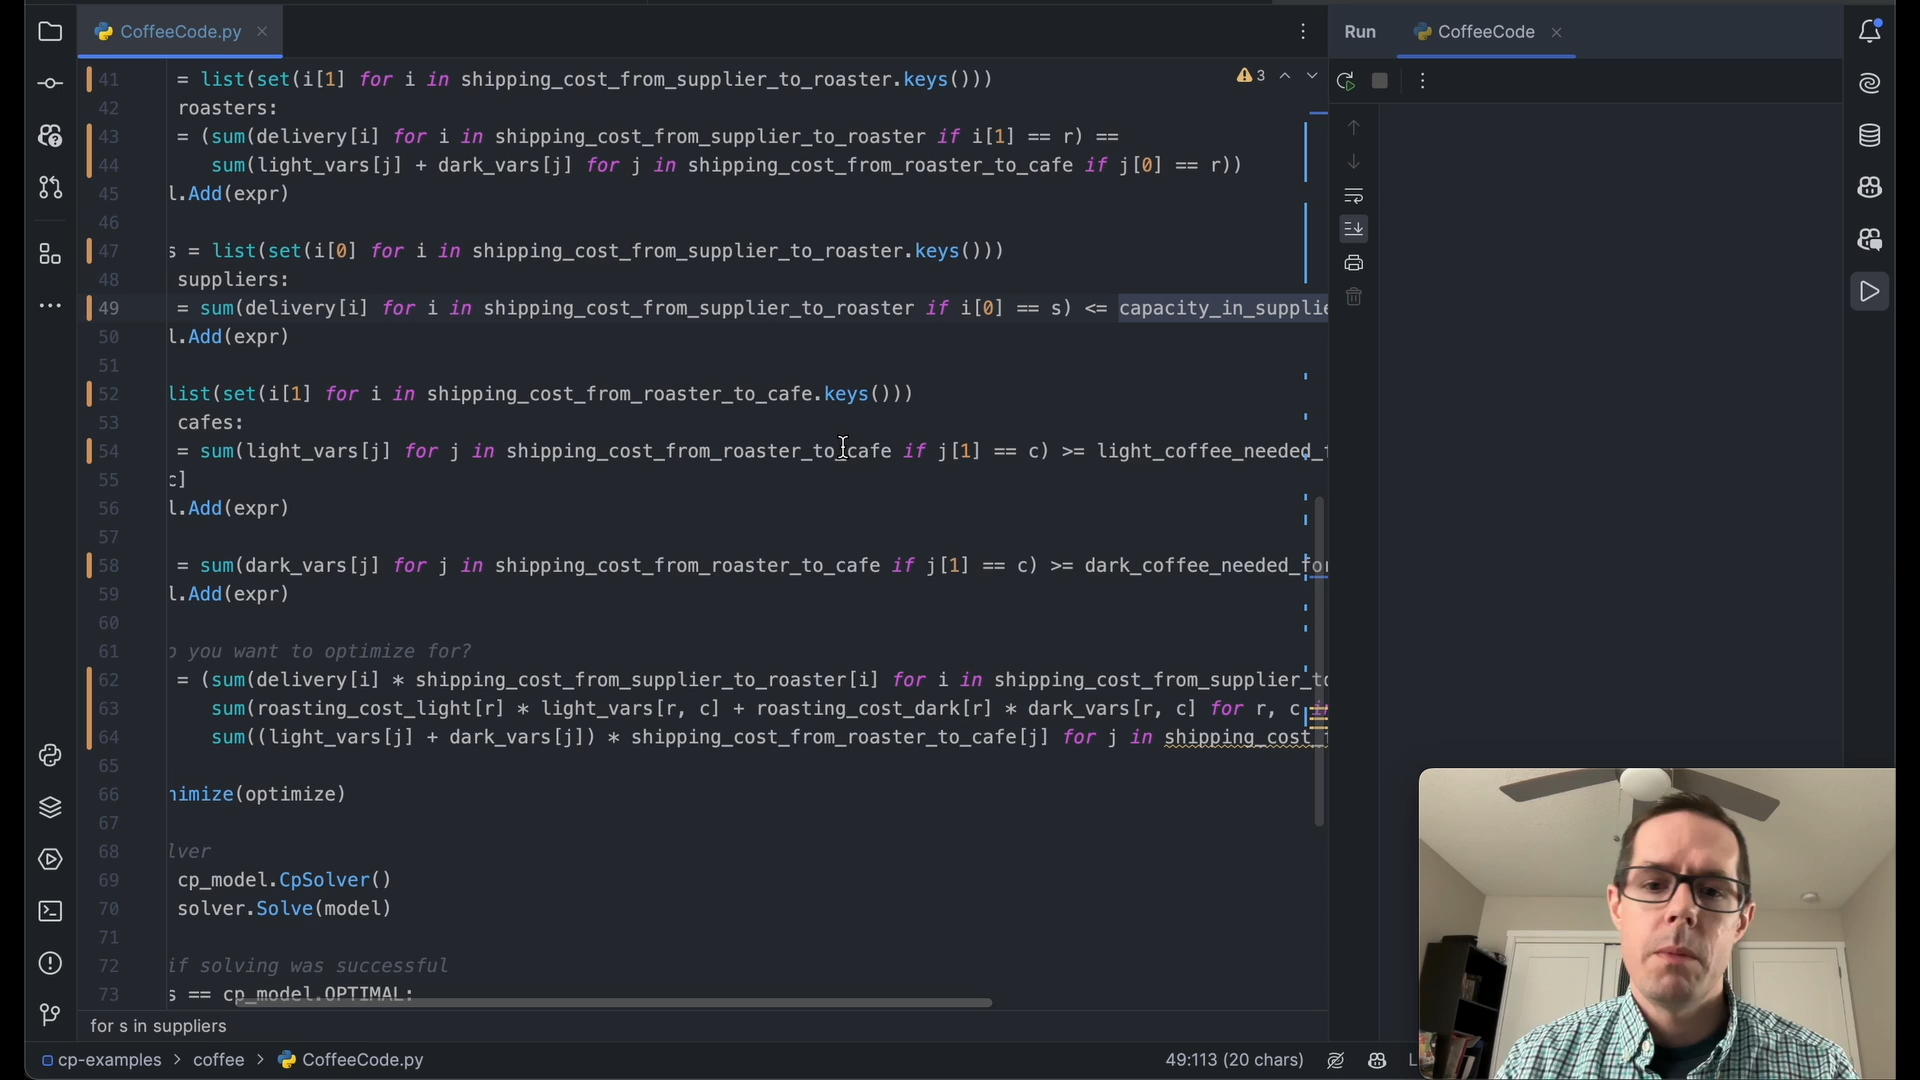 CoffeeCode.py
Run
CoffeeCode
3
41 = list(set(i[1] for i in shipping_cost_from_supplier_to_roaster.keys()))
42 roasters:
43 = (sum(delivery[i] for i in shipping_cost_from_supplier_to_roaster if i[1] == r) ==
44 sum(light_vars[j] + dark_vars[j] for j in shipping_cost_from_roaster_to_cafe if j[0] == r))
45 l.Add(expr)
46
47 s = list(set(i[0] for i in shipping_cost_from_supplier_to_roaster.keys()))
48 suppliers:
49 = sum(delivery[i] for i in shipping_cost_from_supplier_to_roaster if i[0] == s) <= capacity_in_supplie
50 l.Add(expr)
51
52 list(set(i[1] for i in shipping_cost_from_roaster_to_cafe.keys()))
53 cafes:
54 = sum(light_vars[j] for j in shipping_cost_from_roaster_to_cafe if j[1] == c) >= light_coffee_needed_f
55 c]
56 l.Add(expr)
57
58 = sum(dark_vars[j] for j in shipping_cost_from_roaster_to_cafe if j[1] == c) >= dark_coffee_needed_for
59 l.Add(expr)
60
61 o you want to optimize for?
62 = (sum(delivery[i] * shipping_cost_from_supplier_to_roaster[i] for i in shipping_cost_from_supplier_to
63 sum(roasting_cost_light[r] * light_vars[r, c] + roasting_cost_dark[r] * dark_vars[r, c] for r, c in
64 sum((light_vars[j] + dark_vars[j]) * shipping_cost_from_roaster_to_cafe[j] for j in shipping_cost_
65
66 nimize(optimize)
67
68 lver
69 cp_model.CpSolver()
70 solver.Solve(model)
71
72 if solving was successful
73 s == cp_model.OPTIMAL:
for s in suppliers
cp-examples > coffee > CoffeeCode.py
49:113 (20 chars)
L